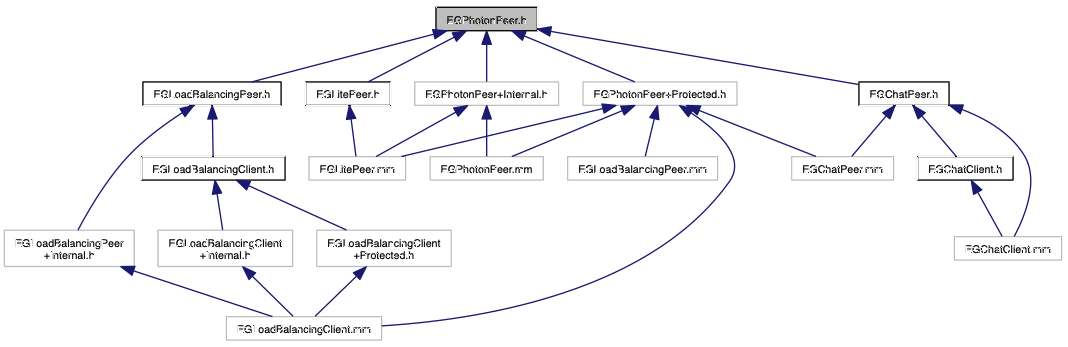 EGPhotonPeer.h
EGLoadBalancingPeer.h
EGLitePeer.h
EGPhotonPeer+Internal.h
EGPhotonPeer+Protected.h
EGChatPeer.h
EGLoadBalancingClient.h
EGLitePeer.mm
EGPhotonPeer.mm
EGLoadBalancingPeer.mm
EGChatPeer.mm
EGChatClient.h
EGLoadBalancingPeer
+Internal.h
EGLoadBalancingClient
+Internal.h
EGLoadBalancingClient
+Protected.h
EGChatClient.mm
EGLoadBalancingClient.mm